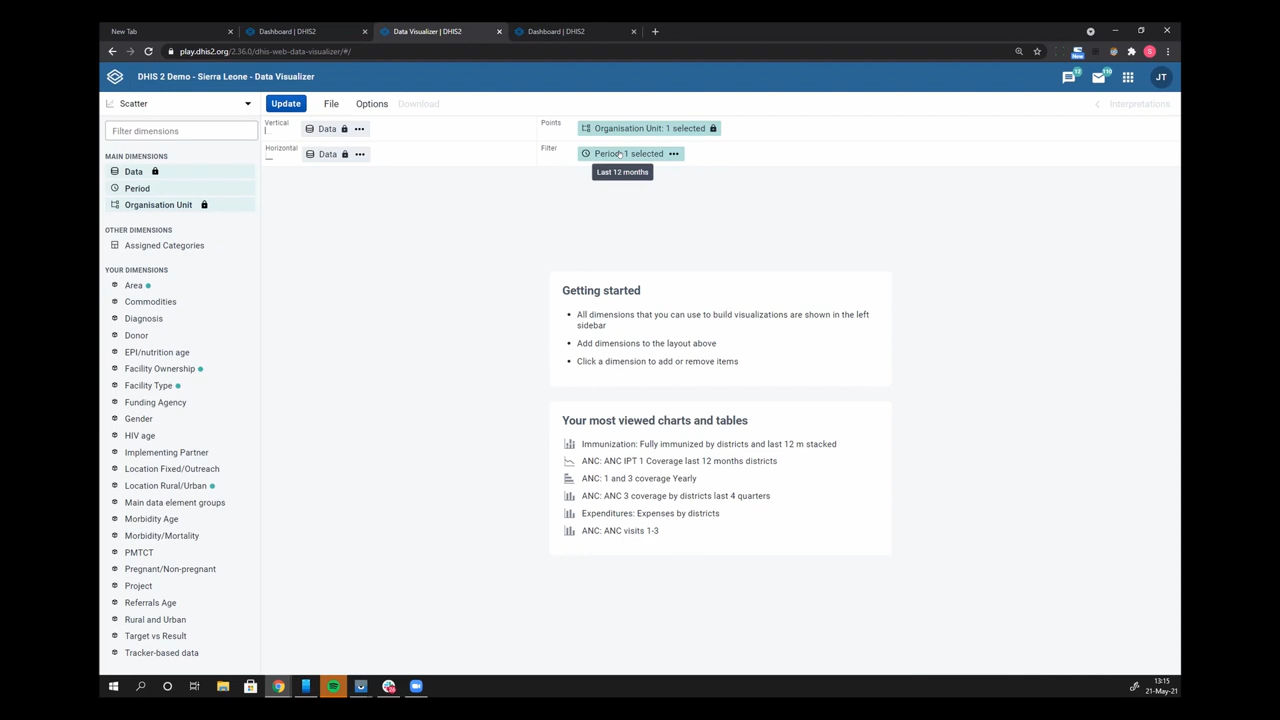 New Tab
Dashboard | DHIS2
Data Visualizer | DHIS2
Dashboard | DHIS2
play.dhis2.org/2.36.0/dhis-web-data-visualizer/#/
New
S
DHIS 2 Demo - Sierra Leone - Data Visualizer
JT
Scatter
Update
File
Options
Download
Interpretations
Filter dimensions
Vertical
Data
Points
Organisation Unit: 1 selected
Horizontal
Data
Filter
Period: 1 selected
Last 12 months
MAIN DIMENSIONS
Data
Period
Organisation Unit
OTHER DIMENSIONS
Assigned Categories
YOUR DIMENSIONS
Area
Commodities
Diagnosis
Donor
EPI/nutrition age
Facility Ownership
Facility Type
Funding Agency
Gender
HIV age
Implementing Partner
Location Fixed/Outreach
Location Rural/Urban
Main data element groups
Morbidity Age
Morbidity/Mortality
PMTCT
Pregnant/Non-pregnant
Project
Referrals Age
Rural and Urban
Target vs Result
Tracker-based data
Getting started
All dimensions that you can use to build visualizations are shown in the left
sidebar
Add dimensions to the layout above
Click a dimension to add or remove items
Your most viewed charts and tables
Immunization: Fully immunized by districts and last 12 m stacked
ANC: ANC IPT 1 Coverage last 12 months districts
ANC: 1 and 3 coverage Yearly
ANC: ANC 3 coverage by districts last 4 quarters
Expenditures: Expenses by districts
ANC: ANC visits 1-3
13:15
21-May-21